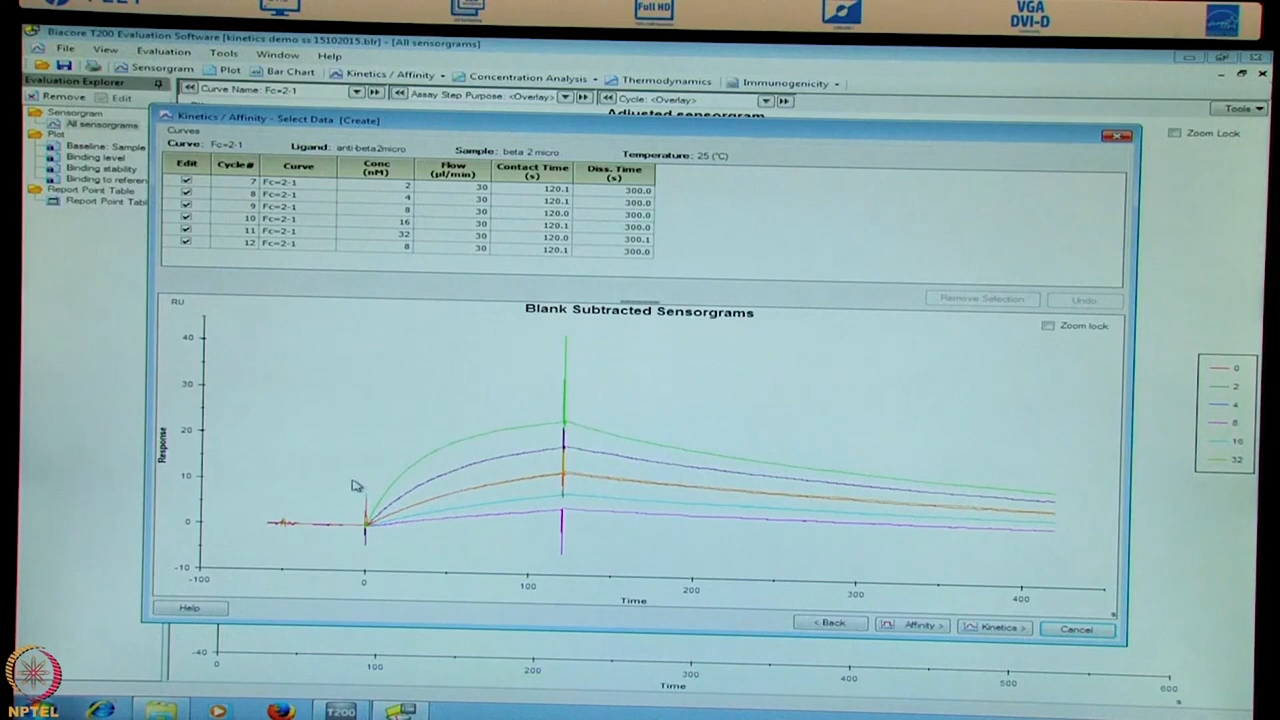 Full HD
VGA
DVI-D
Biacore T200 Evaluation Software [kinetics demo ss 15102015.blr] - [All sensorgrams]
File View Evaluation Tools Window Help
Sensorgram Plot Bar Chart Kinetics / Affinity Concentration Analysis Thermodynamics Immunogenicity
Evaluation Explorer
Curve Name: Fc=2-1 Assay Step Purpose: <Overlay> Cycle: <Overlay>
Remove Edit
Adjusted sensorgram
Tools
Zoom Lock
Sensorgram
All sensorgrams
Plot
Baseline: Sample
Binding level
Binding stability
Binding to referen
Report Point Table
Report Point Tabl
Kinetics / Affinity - Select Data [Create]
Curves
Curve: Fc=2-1 Ligand: anti-beta2micro Sample: beta 2 micro Temperature: 25 (°C)
Edit Cycle# Curve Conc (nM) Flow (µl/min) Contact Time (s) Diss. Time (s)
7 Fc=2-1 2 30 120.1 300.0
8 Fc=2-1 4 30 120.1 300.0
9 Fc=2-1 8 30 120.0 300.0
10 Fc=2-1 16 30 120.1 300.0
11 Fc=2-1 32 30 120.0 300.1
12 Fc=2-1 8 30 120.1 300.0
Remove Selection Undo
RU
Blank Subtracted Sensorgrams
Zoom lock
40
30
20
10
0
-10
Response
-100 0 100 200 300 400
Time
s
0
2
4
8
16
32
Help
< Back Affinity > Kinetics > Cancel
-40
0 100 200 300 400 500 600
Time
s
T200
NPTEL